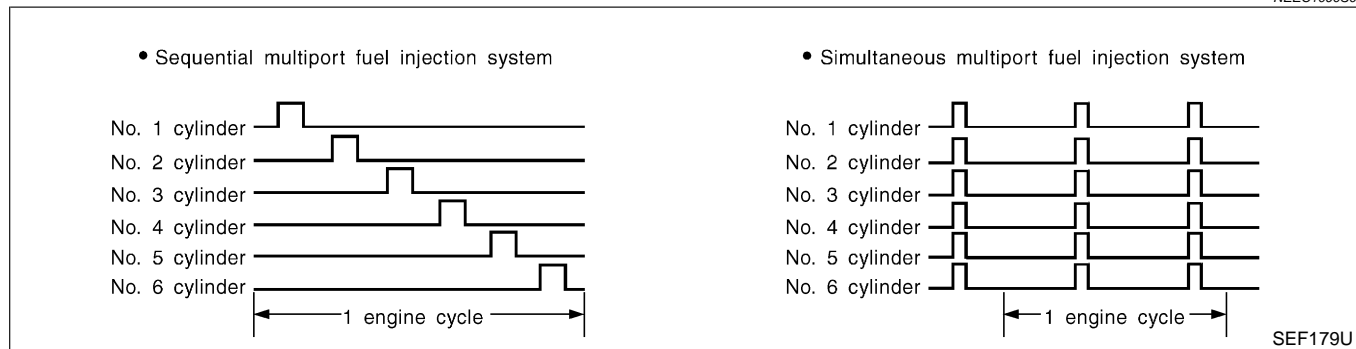 • Sequential multiport fuel injection system
No. 1 cylinder
No. 2 cylinder
No. 3 cylinder
No. 4 cylinder
No. 5 cylinder
No. 6 cylinder
1 engine cycle
• Simultaneous multiport fuel injection system
No. 1 cylinder
No. 2 cylinder
No. 3 cylinder
No. 4 cylinder
No. 5 cylinder
No. 6 cylinder
1 engine cycle
SEF179U